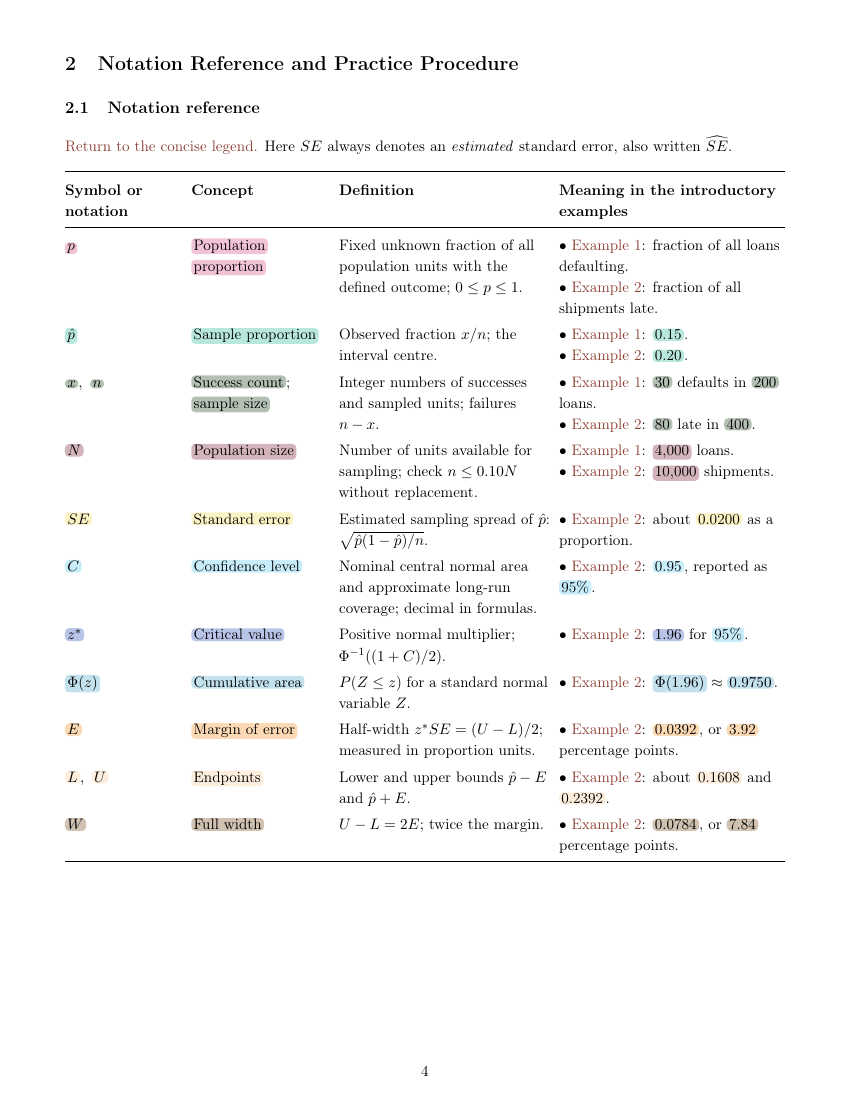 2 Notation Reference and Practice Procedure
2.1 Notation reference
Return to the concise legend. Here SE always denotes an estimated standard error, also written \widehat{SE}.
Symbol or notation | Concept | Definition | Meaning in the introductory examples
p | Population proportion | Fixed unknown fraction of all population units with the defined outcome; 0 ≤ p ≤ 1. | • Example 1: fraction of all loans defaulting. • Example 2: fraction of all shipments late.
p̂ | Sample proportion | Observed fraction x/n; the interval centre. | • Example 1: 0.15. • Example 2: 0.20.
x, n | Success count; sample size | Integer numbers of successes and sampled units; failures n − x. | • Example 1: 30 defaults in 200 loans. • Example 2: 80 late in 400.
N | Population size | Number of units available for sampling; check n ≤ 0.10N without replacement. | • Example 1: 4,000 loans. • Example 2: 10,000 shipments.
SE | Standard error | Estimated sampling spread of p̂: √(p̂(1 − p̂)/n). | • Example 2: about 0.0200 as a proportion.
C | Confidence level | Nominal central normal area and approximate long-run coverage; decimal in formulas. | • Example 2: 0.95, reported as 95%.
z* | Critical value | Positive normal multiplier; Φ⁻¹((1 + C)/2). | • Example 2: 1.96 for 95%.
Φ(z) | Cumulative area | P(Z ≤ z) for a standard normal variable Z. | • Example 2: Φ(1.96) ≈ 0.9750.
E | Margin of error | Half-width z*SE = (U − L)/2; measured in proportion units. | • Example 2: 0.0392, or 3.92 percentage points.
L, U | Endpoints | Lower and upper bounds p̂ − E and p̂ + E. | • Example 2: about 0.1608 and 0.2392.
W | Full width | U − L = 2E; twice the margin. | • Example 2: 0.0784, or 7.84 percentage points.
4